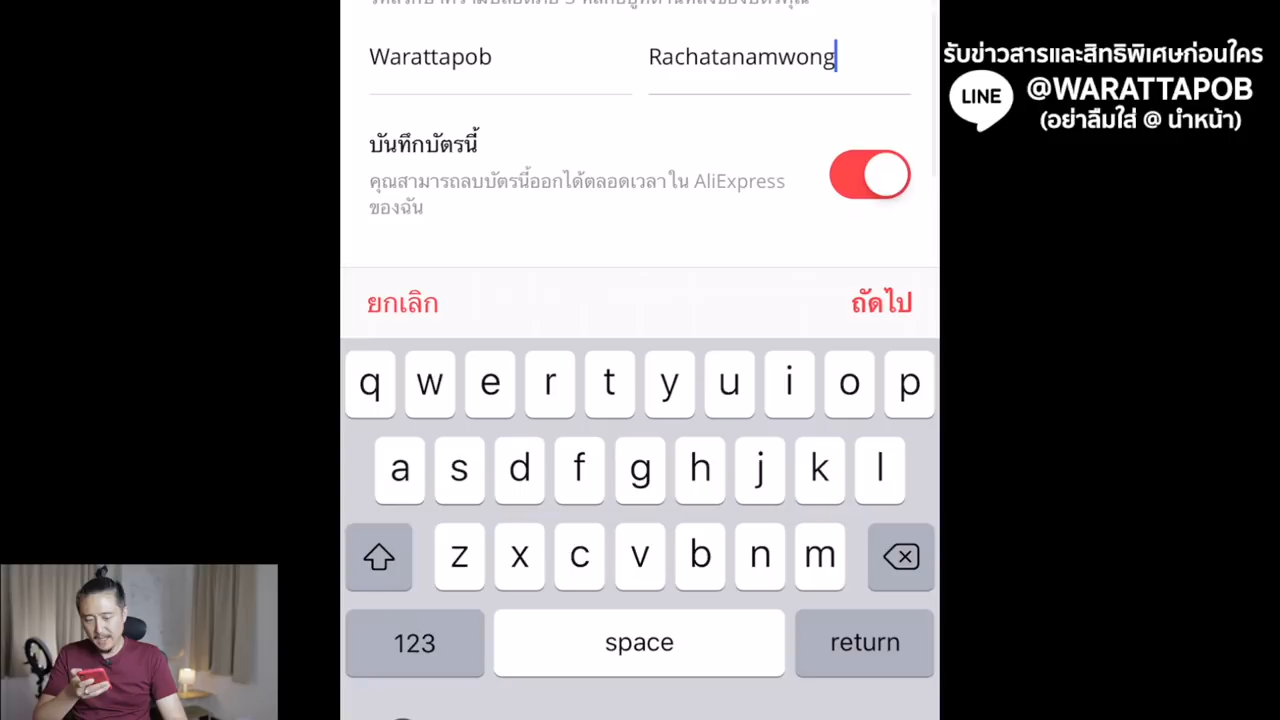 Warattapob Rachatanamwong
บันทึกบัตรนี้
คุณสามารถลบบัตรนี้ออกได้ตลอดเวลาใน AliExpress
ของฉัน
ยกเลิก ถัดไป
q w e r t y u i o p
a s d f g h j k l
z x c v b n m
123 space return
รับข่าวสารและสิทธิพิเศษก่อนใคร
LINE @WARATTAPOB
(อย่าลืมใส่ @ นำหน้า)